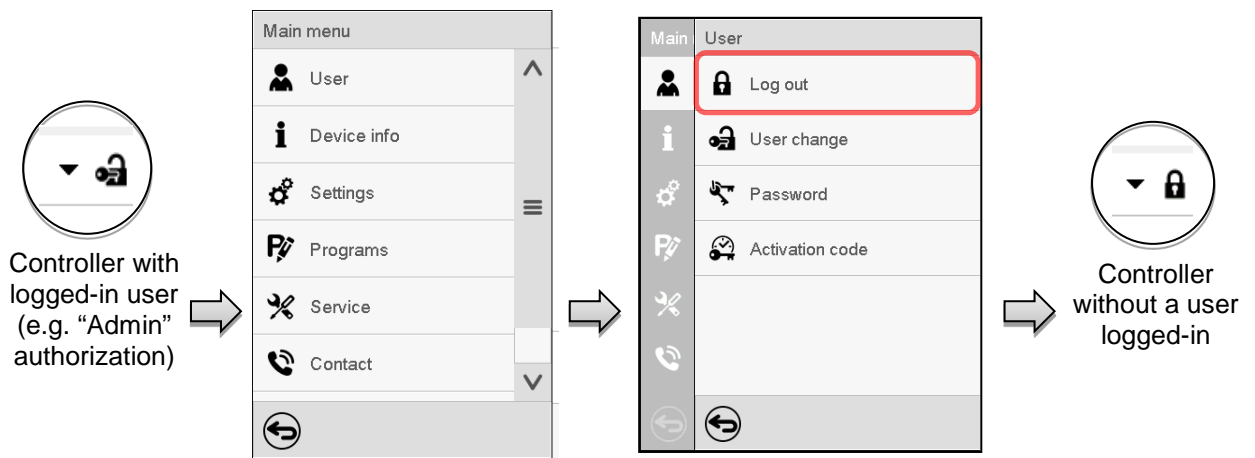 Controller with
logged-in user
(e.g. “Admin”
authorization)
Main menu
User
Device info
Settings
Programs
Service
Contact
Main
User
Log out
User change
Password
Activation code
Controller
without a user
logged-in